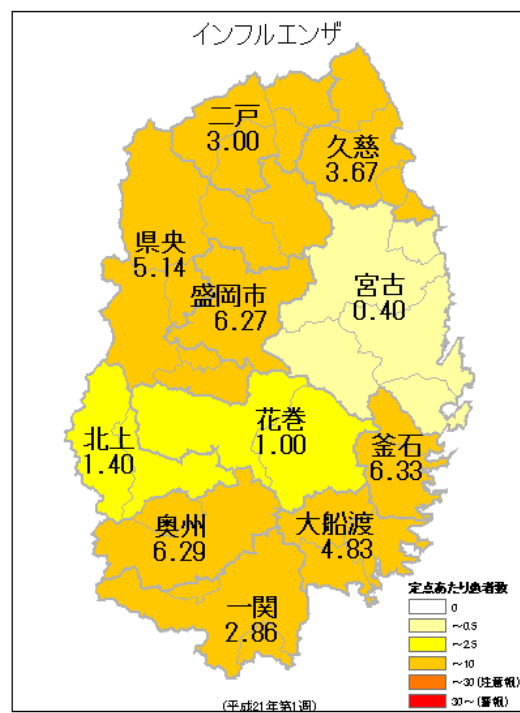 インフルエンザ
二戸
3.00
久慈
3.67
県央
5.14
盛岡市
6.27
宮古
0.40
花巻
1.00
北上
1.40
釜石
6.33
奥州
6.29
大船渡
4.83
一関
2.86
定点あたり患者数
0
～0.5
～2.5
～10
～30(注意報)
30～(警報)
(平成21年第1週)